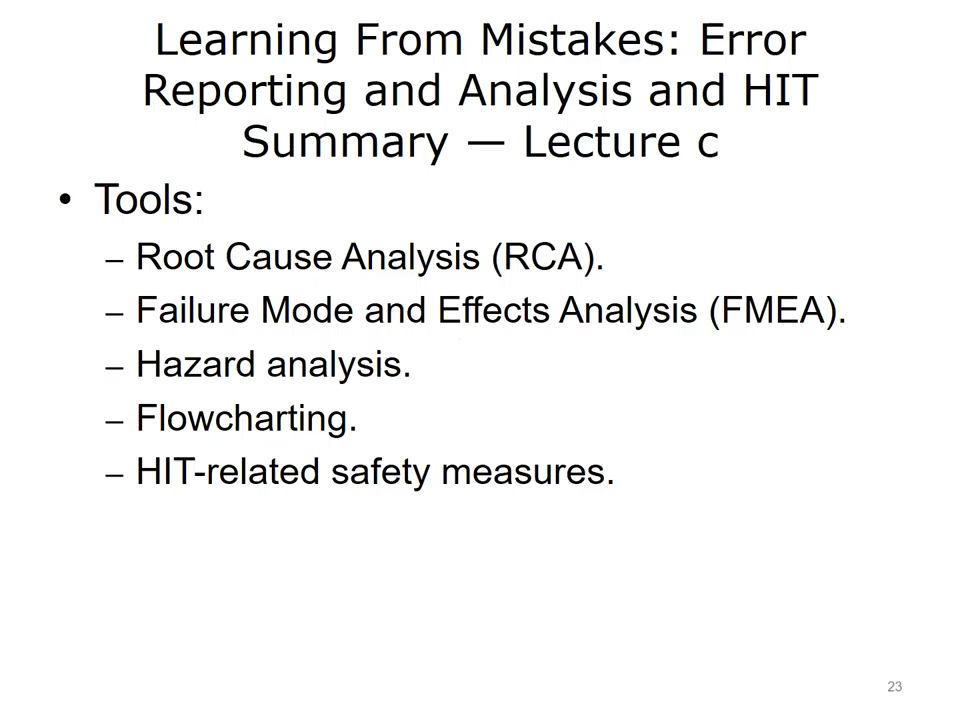 Learning From Mistakes: Error
Reporting and Analysis and HIT
Summary — Lecture c
• Tools:
– Root Cause Analysis (RCA).
– Failure Mode and Effects Analysis (FMEA).
– Hazard analysis.
– Flowcharting.
– HIT-related safety measures.
23